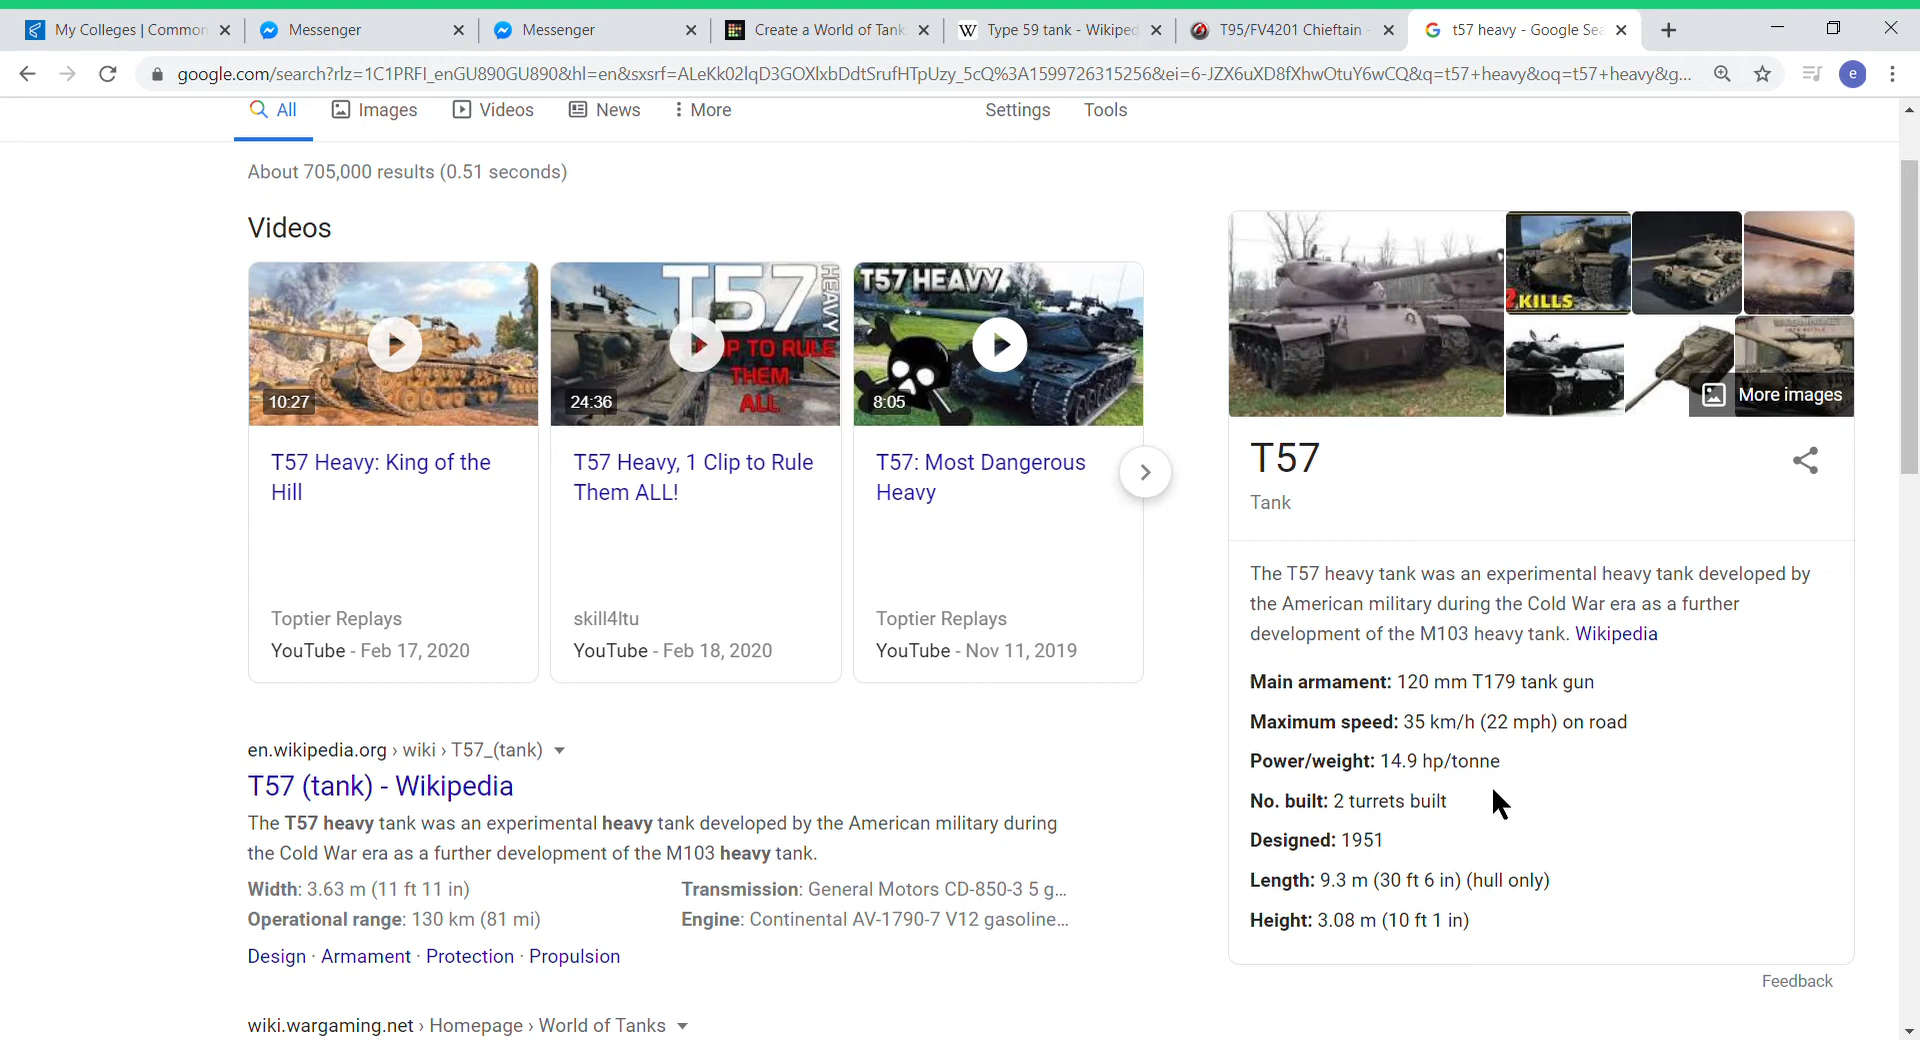 My Colleges | Common
Messenger
Messenger
Create a World of Tank
W Type 59 tank - Wikiped
T95/FV4201 Chieftain -
t57 heavy - Google Sea
google.com/search?rlz=1C1PRFI_enGU890GU890&hl=en&sxsrf=ALeKk02lqD3GOXlxbDdtSrufHTpUzy_5cQ%3A1599726315256&ei=6-JZX6uXD8fXhwOtuY6wCQ&q=t57+heavy&oq=t57+heavy&g...
e
All
Images
Videos
News
More
Settings
Tools
About 705,000 results (0.51 seconds)
Videos
10:27
T57
HEAVY
P TO RULE
THEM
ALL
24:36
T57 HEAVY
8:05
T57 Heavy: King of the
Hill
Toptier Replays
YouTube - Feb 17, 2020
T57 Heavy, 1 Clip to Rule
Them ALL!
skill4ltu
YouTube - Feb 18, 2020
T57: Most Dangerous
Heavy
Toptier Replays
YouTube - Nov 11, 2019
en.wikipedia.org › wiki › T57_(tank)
T57 (tank) - Wikipedia
The T57 heavy tank was an experimental heavy tank developed by the American military during
the Cold War era as a further development of the M103 heavy tank.
Width: 3.63 m (11 ft 11 in)
Transmission: General Motors CD-850-3 5 g...
Operational range: 130 km (81 mi)
Engine: Continental AV-1790-7 V12 gasoline...
Design · Armament · Protection · Propulsion
wiki.wargaming.net › Homepage › World of Tanks
KILLS
More images
T57
Tank
The T57 heavy tank was an experimental heavy tank developed by
the American military during the Cold War era as a further
development of the M103 heavy tank. Wikipedia
Main armament: 120 mm T179 tank gun
Maximum speed: 35 km/h (22 mph) on road
Power/weight: 14.9 hp/tonne
No. built: 2 turrets built
Designed: 1951
Length: 9.3 m (30 ft 6 in) (hull only)
Height: 3.08 m (10 ft 1 in)
Feedback